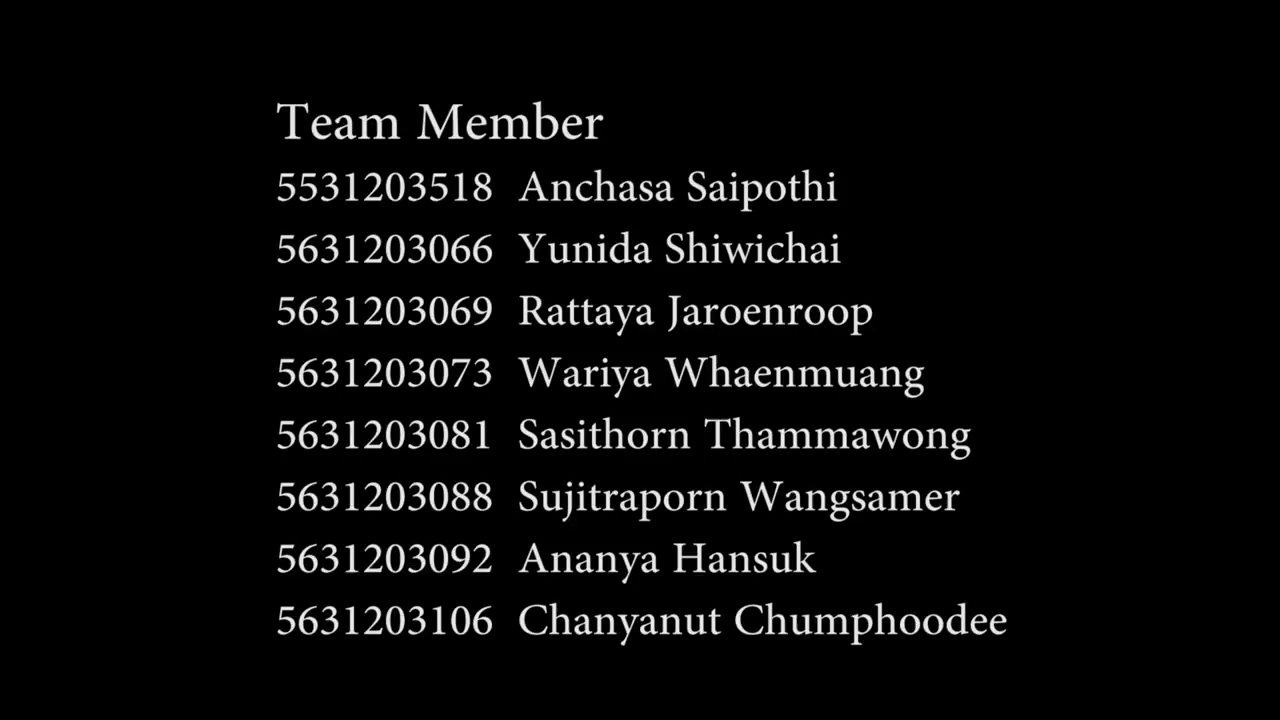 Team Member
5531203518 Anchasa Saipothi
5631203066 Yunida Shiwichai
5631203069 Rattaya Jaroenroop
5631203073 Wariya Whaenmuang
5631203081 Sasithorn Thammawong
5631203088 Sujitraporn Wangsamer
5631203092 Ananya Hansuk
5631203106 Chanyanut Chumphoodee